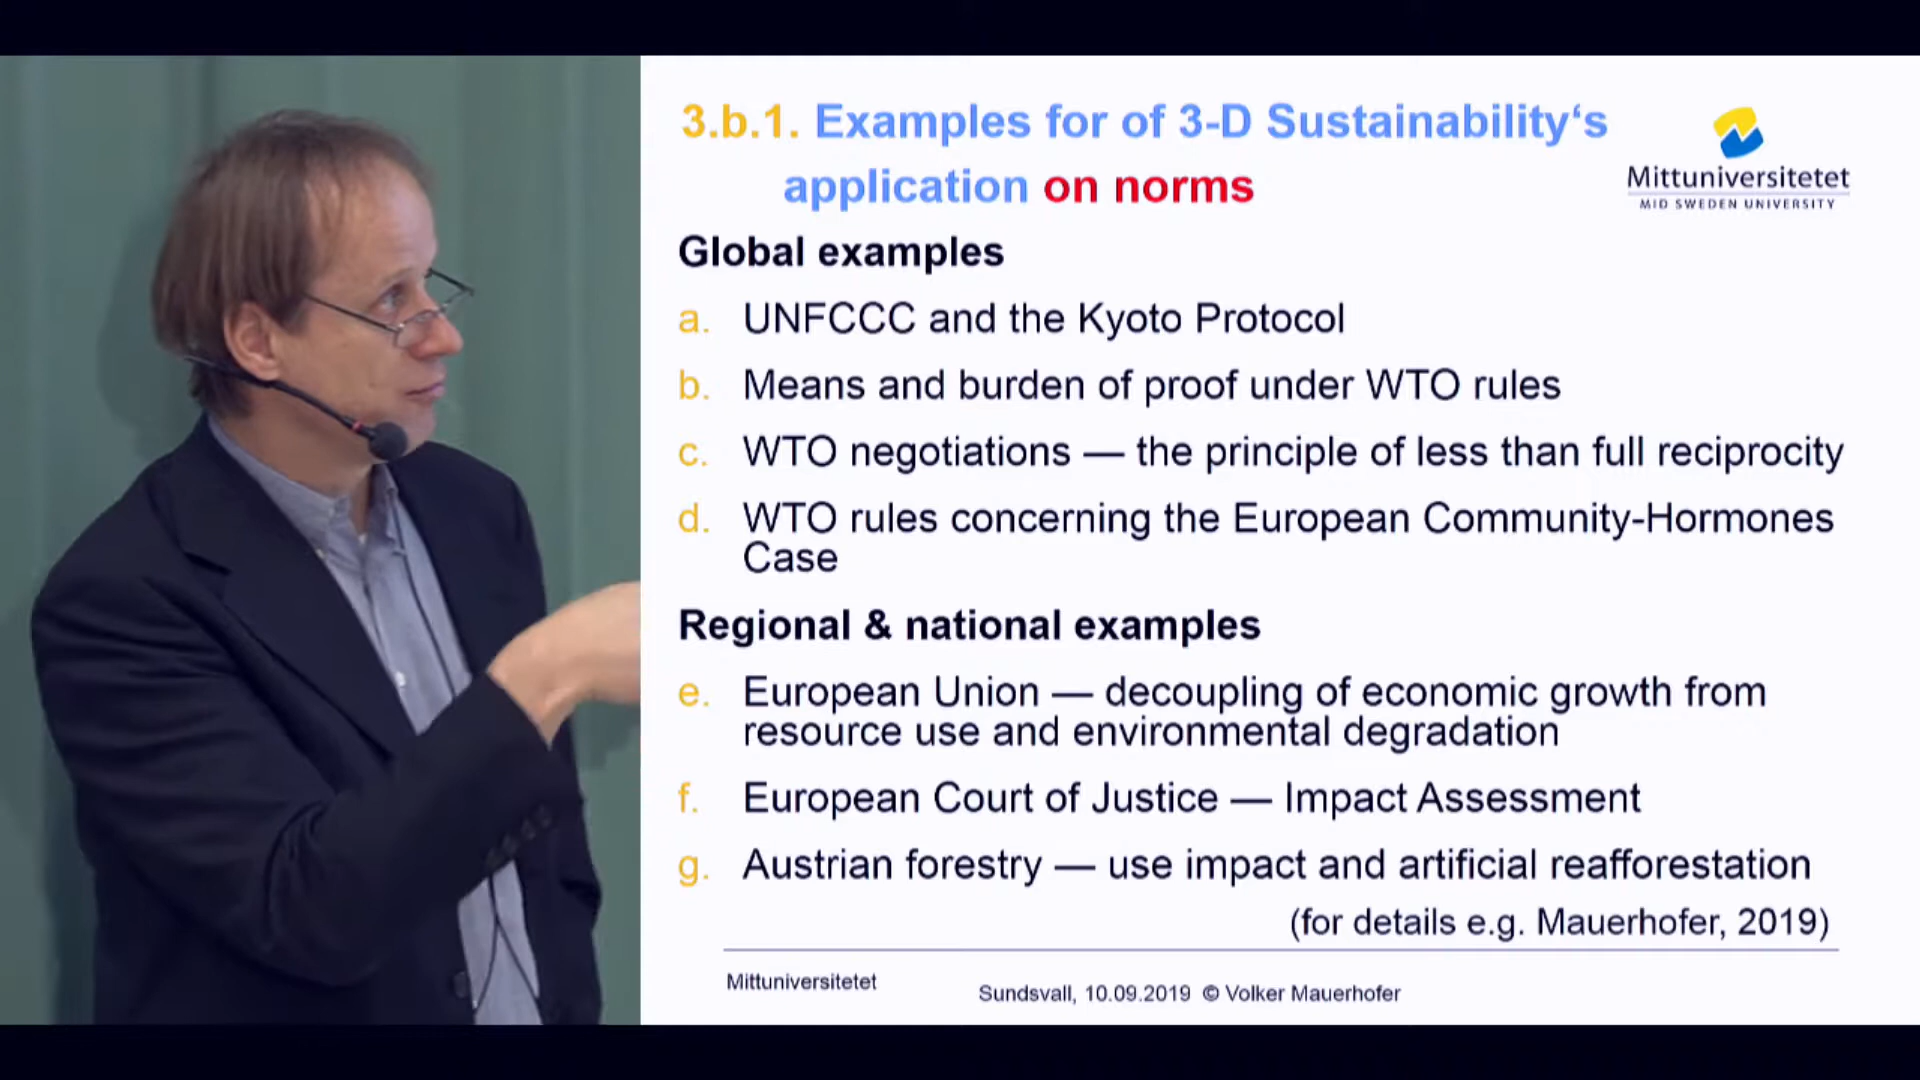 3.b.1. Examples for of 3-D Sustainability‘s
application on norms
Mittuniversitetet
MID SWEDEN UNIVERSITY
Global examples
a. UNFCCC and the Kyoto Protocol
b. Means and burden of proof under WTO rules
c. WTO negotiations — the principle of less than full reciprocity
d. WTO rules concerning the European Community-Hormones
Case
Regional & national examples
e. European Union — decoupling of economic growth from
resource use and environmental degradation
f. European Court of Justice — Impact Assessment
g. Austrian forestry — use impact and artificial reafforestation
(for details e.g. Mauerhofer, 2019)
Mittuniversitetet
Sundsvall, 10.09.2019 © Volker Mauerhofer